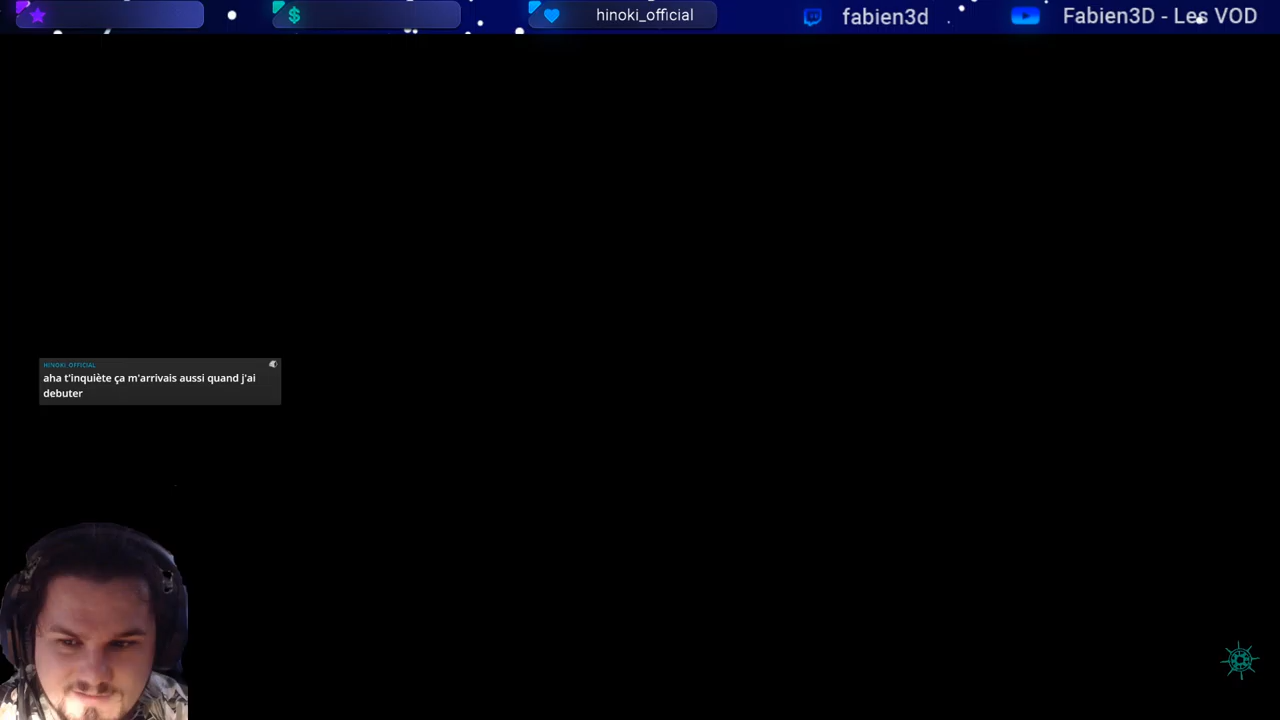 $
hinoki_official
fabien3d
Fabien3D - Les VOD
HINOKI_OFFICIAL
aha t'inquiète ça m'arrivais aussi quand j'ai
debuter